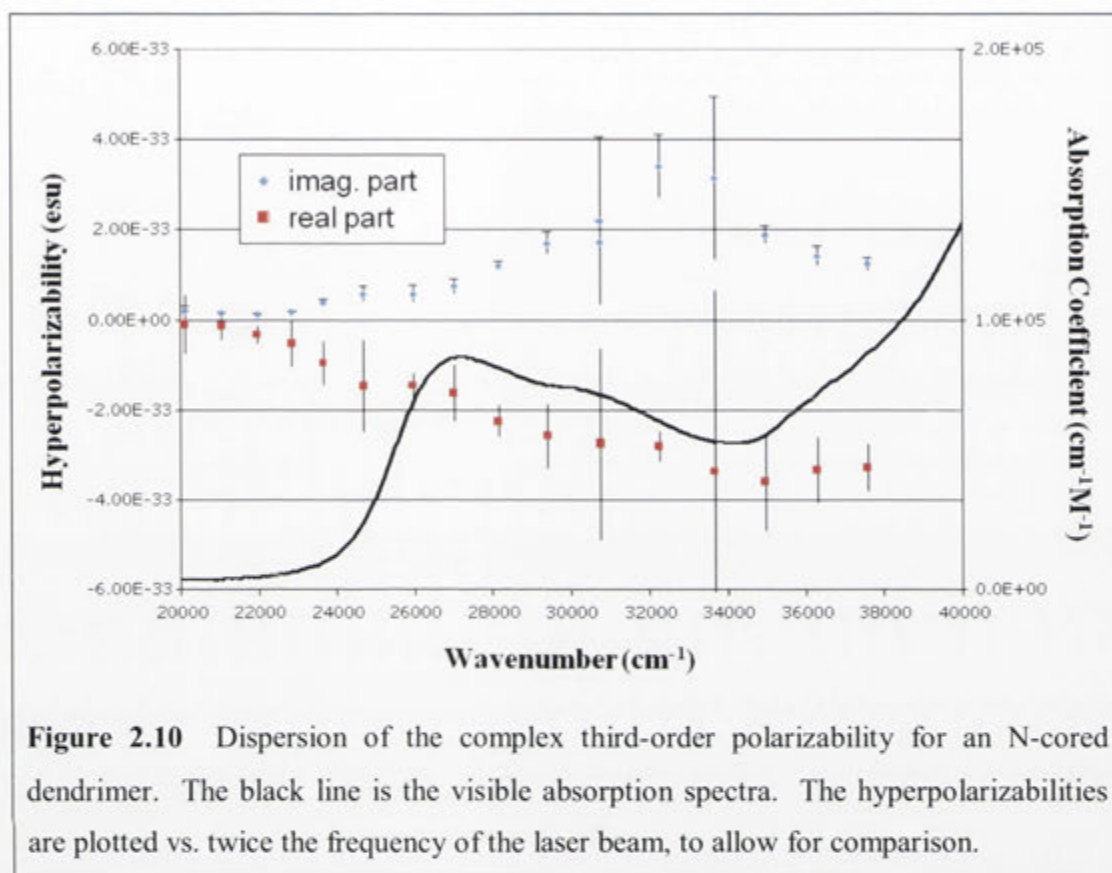 6.00E-33
4.00E-33
2.00E-33
0.00E+00
-2.00E-33
-4.00E-33
-6.00E-33
Hyperpolarizability (esu)
imag. part
real part
2.0E+05
1.0E+05
0.0E+00
Absorption Coefficient (cm⁻¹M⁻¹)
20000 22000 24000 26000 28000 30000 32000 34000 36000 38000 40000
Wavenumber (cm⁻¹)
Figure 2.10 Dispersion of the complex third-order polarizability for an N-cored
dendrimer. The black line is the visible absorption spectra. The hyperpolarizabilities
are plotted vs. twice the frequency of the laser beam, to allow for comparison.